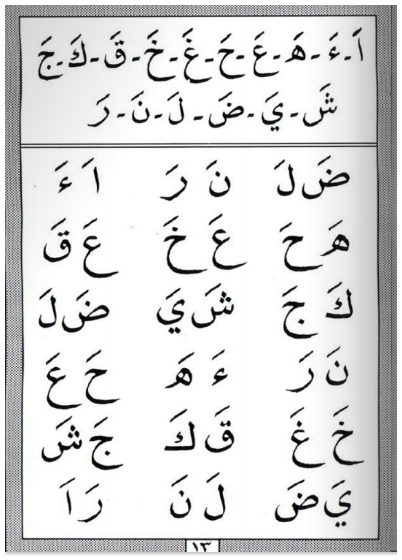 اَ - ءَ - هَـ - عَ - حَ - غَ - خَ - قَ - كَ - جَ
شَ - يَ - ضَ - لَ - نَ - رَ
ضَ لَ نَ رَ اَ ءَ
هَـ حَ عَ خَ عَ قَ
كَ جَ شَ يَ ضَ لَ
نَ رَ ءَ هَـ حَ عَ
خَ غَ قَ كَ جَ شَ
يَ ضَ لَ نَ رَ اَ
١٣